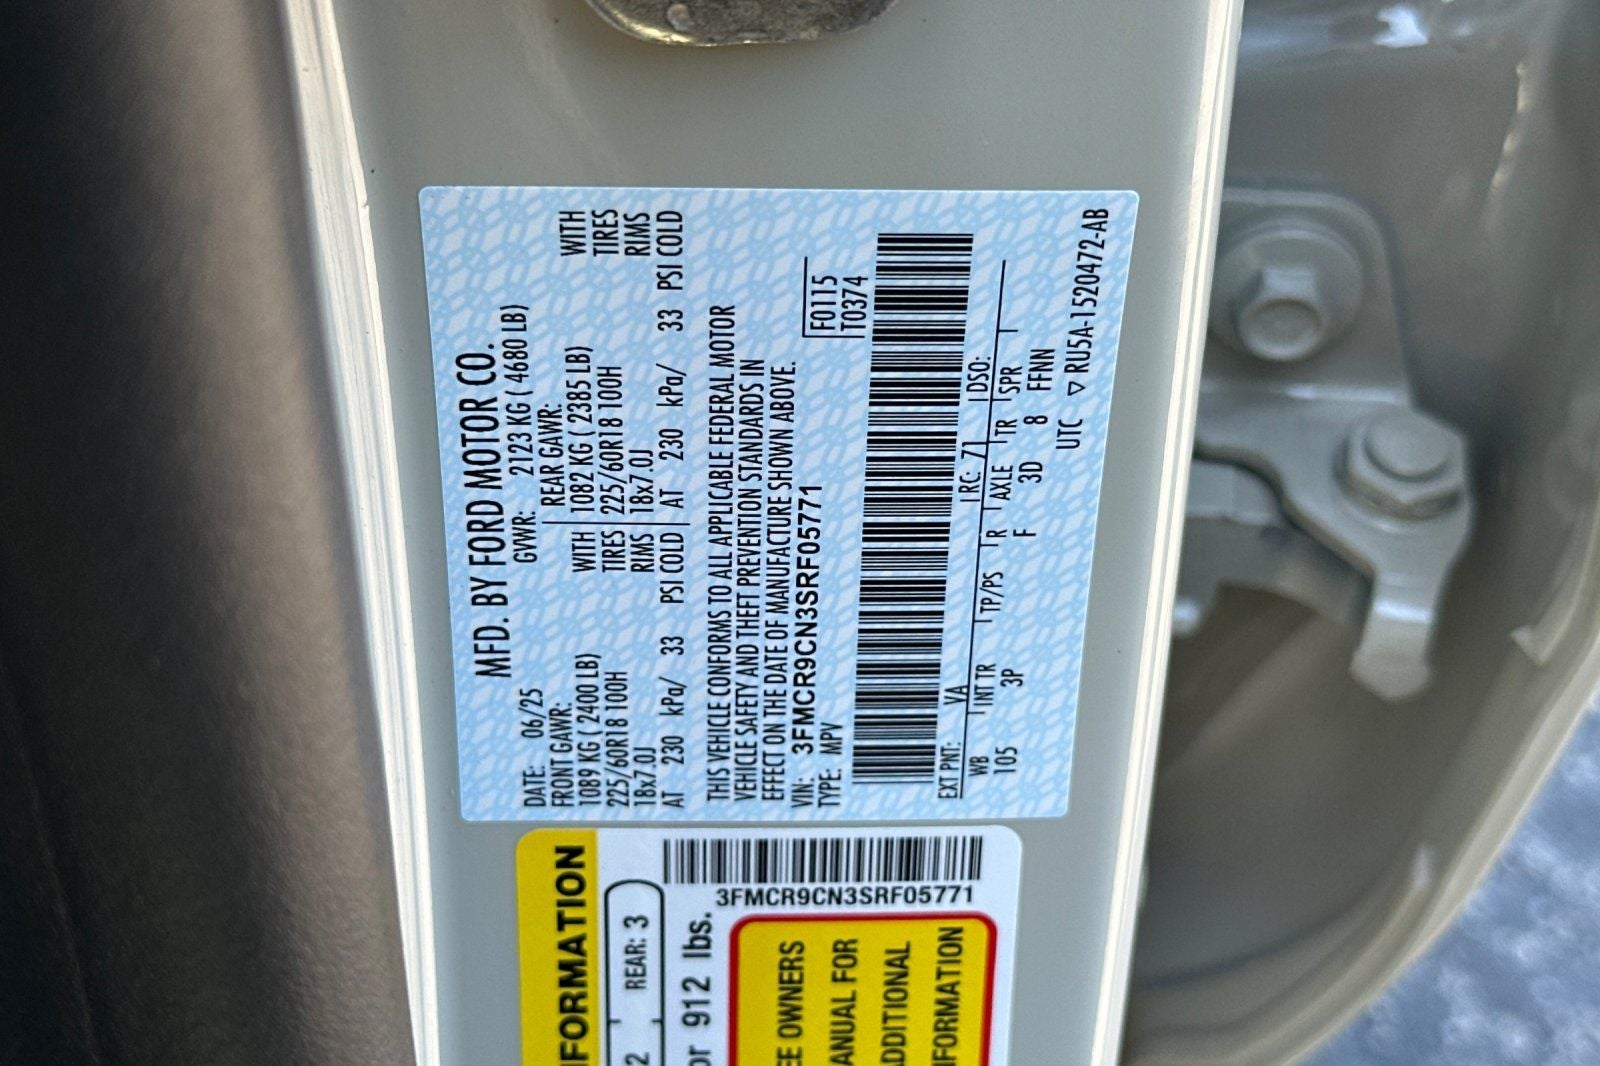 MFD. BY FORD MOTOR CO.
DATE: 06/25 GVWR: 2123 KG ( 4680 LB)
FRONT GAWR: REAR GAWR:
1089 KG ( 2400 LB) WITH 1082 KG ( 2385 LB) WITH
225/60R18 100H TIRES 225/60R18 100H TIRES
18x7.0J RIMS 18x7.0J RIMS
AT 230 kPa/ 33 PSI COLD AT 230 kPa/ 33 PSI COLD
THIS VEHICLE CONFORMS TO ALL APPLICABLE FEDERAL MOTOR
VEHICLE SAFETY AND THEFT PREVENTION STANDARDS IN
EFFECT ON THE DATE OF MANUFACTURE SHOWN ABOVE.
VIN: 3FMCR9CN3SRF05771 F0115
TYPE: MPV T0374
EXT PNT: VA RC: 71 DSO:
WB INT TR TP/PS R AXLE TR SPR
105 3P F 3D 8 FFNN
UTC ▽ RU5A-1520472-AB
3FMCR9CN3SRF05771
FORMATION
2 REAR: 3
or 912 lbs.
EE OWNERS
ANUAL FOR
ADDITIONAL
NFORMATION